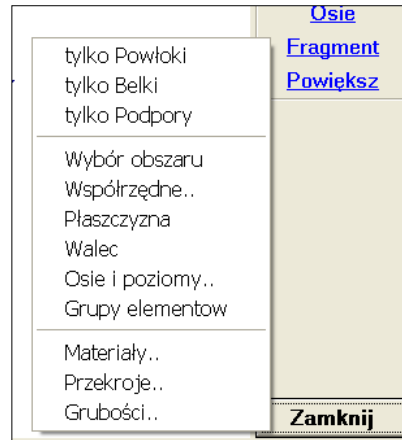 tylko Powłoki
tylko Belki
tylko Podpory
Wybór obszaru
Współrzędne..
Płaszczyzna
Walec
Osie i poziomy..
Grupy elementow
Materiały..
Przekroje..
Grubości..
Osie
Fragment
Powiększ
Zamknij